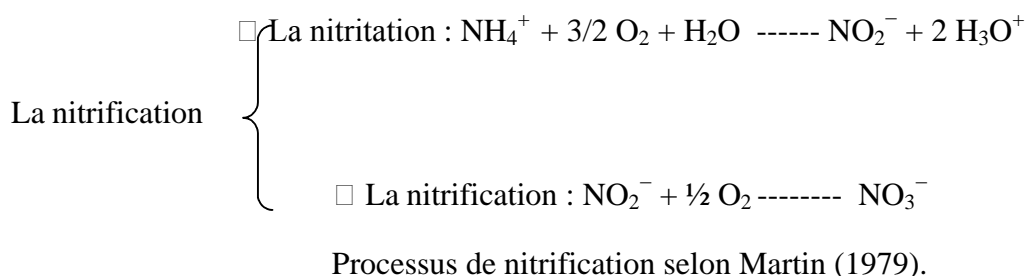 □ La nitritation : NH₄⁺ + 3/2 O₂ + H₂O ------ NO₂⁻ + 2 H₃O⁺
La nitrification
□ La nitrification : NO₂⁻ + ½ O₂ -------- NO₃⁻
Processus de nitrification selon Martin (1979).